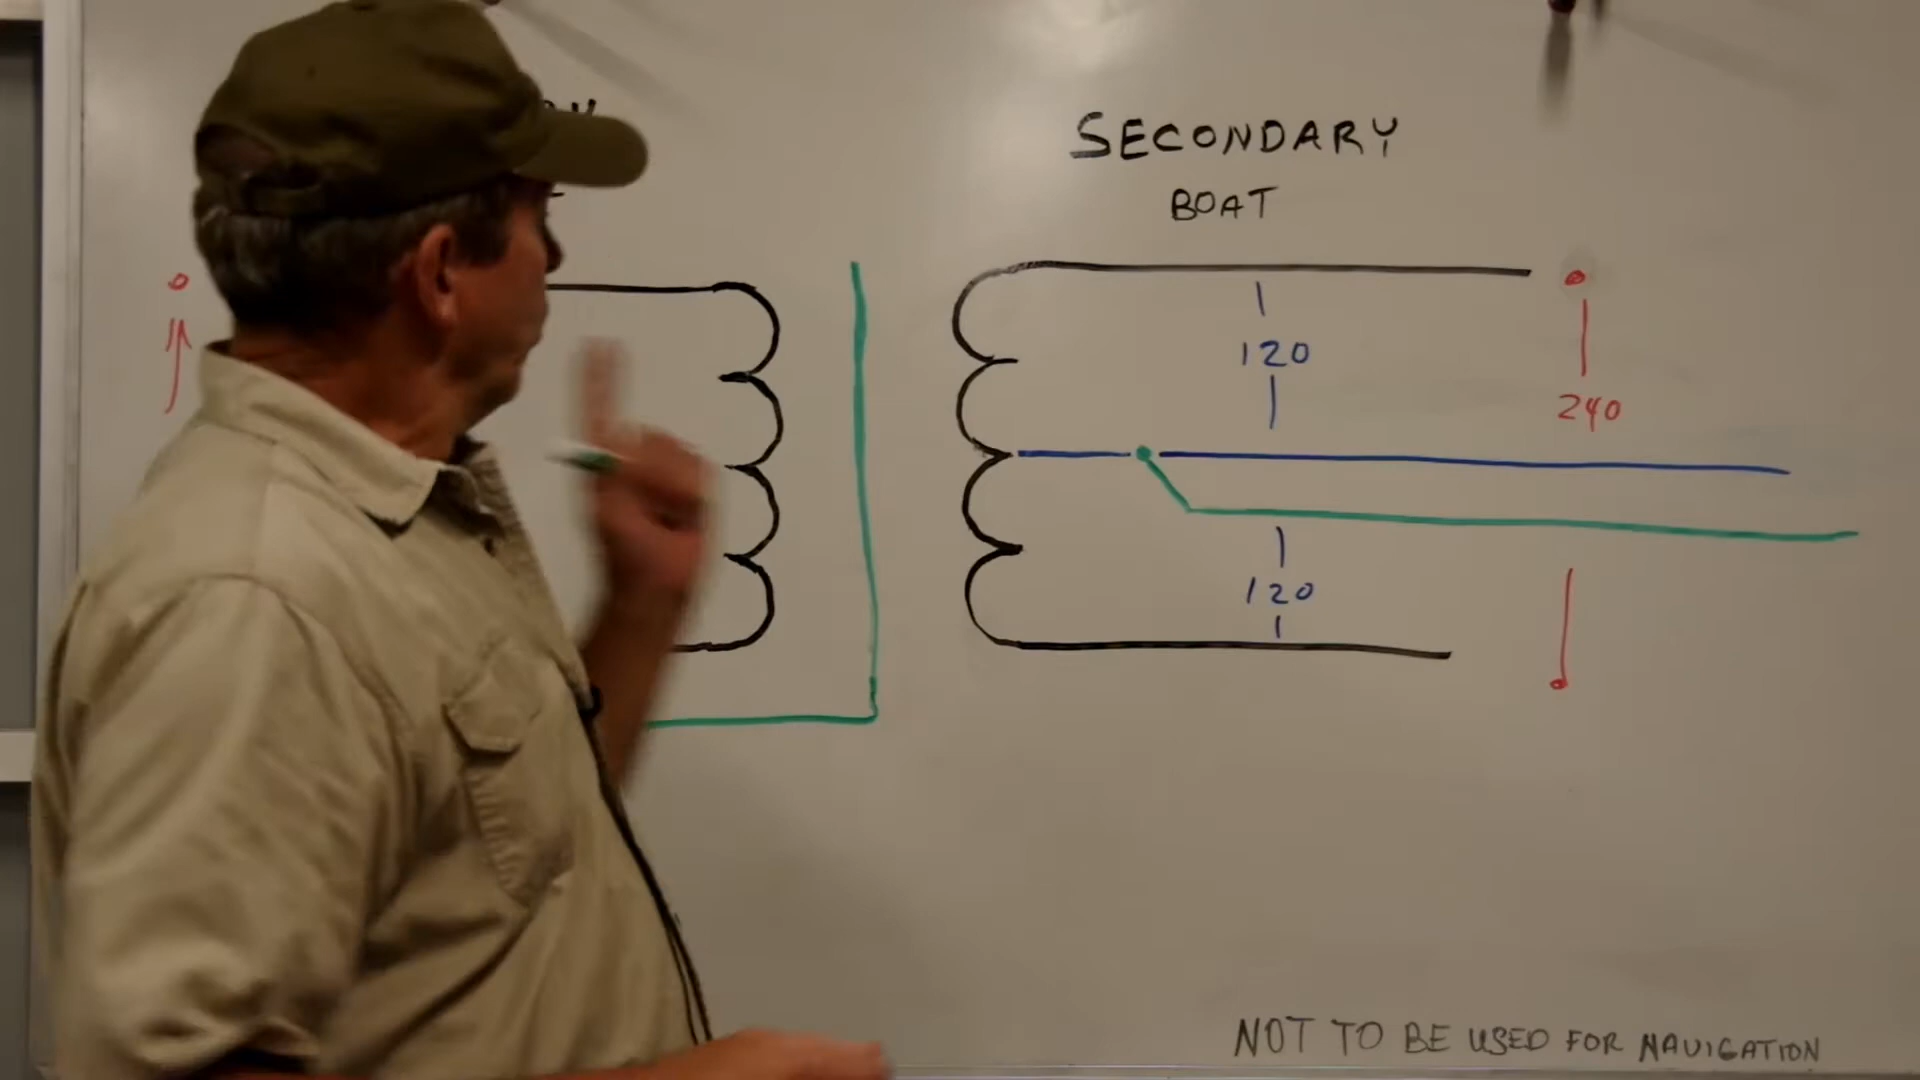 SECONDARY
BOAT
120
240
120
NOT TO BE USED FOR NAVIGATION